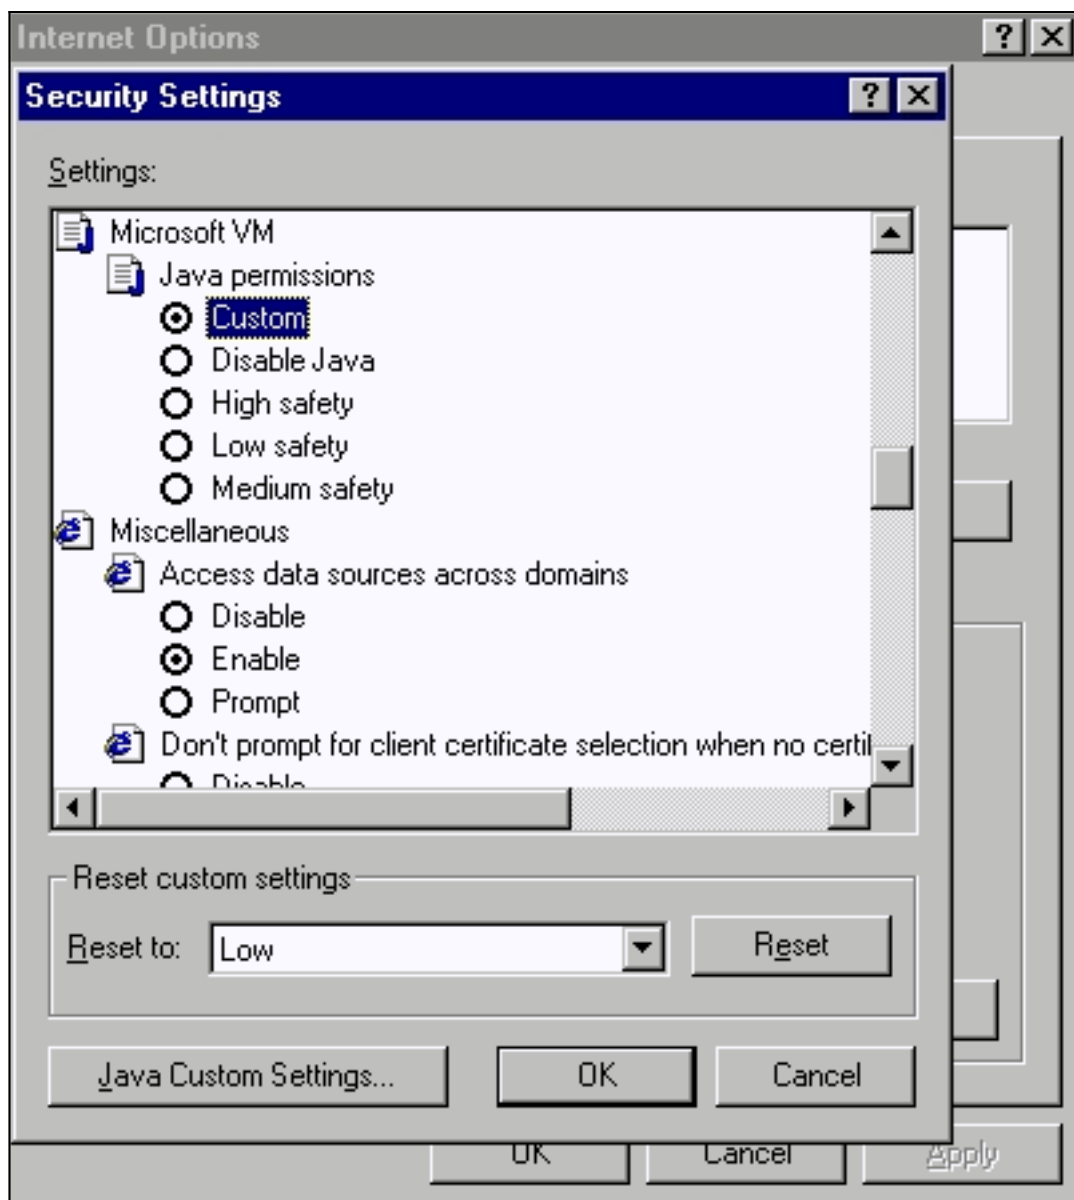 Internet Options
Security Settings
Settings:
Microsoft VM
Java permissions
Custom
Disable Java
High safety
Low safety
Medium safety
Miscellaneous
Access data sources across domains
Disable
Enable
Prompt
Don't prompt for client certificate selection when no certil
Disable
Reset custom settings
Reset to: Low Reset
Java Custom Settings... OK Cancel
OK Cancel Apply